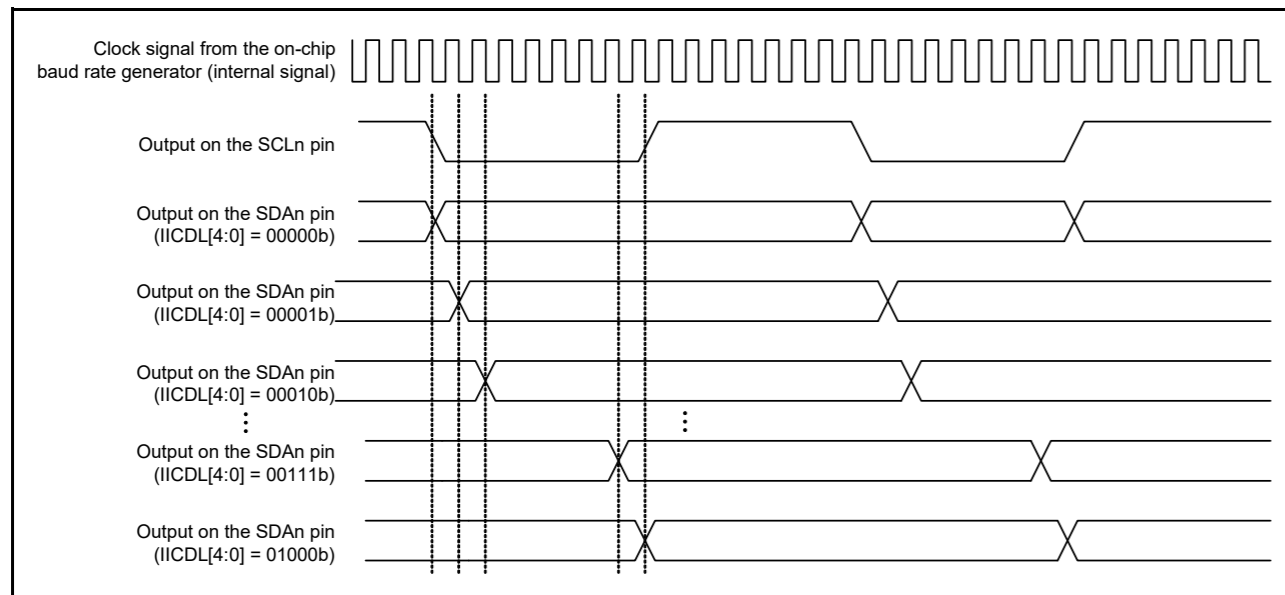 Clock signal from the on-chip
baud rate generator (internal signal)
Output on the SCLn pin
Output on the SDAn pin
(IICDL[4:0] = 00000b)
Output on the SDAn pin
(IICDL[4:0] = 00001b)
Output on the SDAn pin
(IICDL[4:0] = 00010b)
Output on the SDAn pin
(IICDL[4:0] = 00111b)
Output on the SDAn pin
(IICDL[4:0] = 01000b)